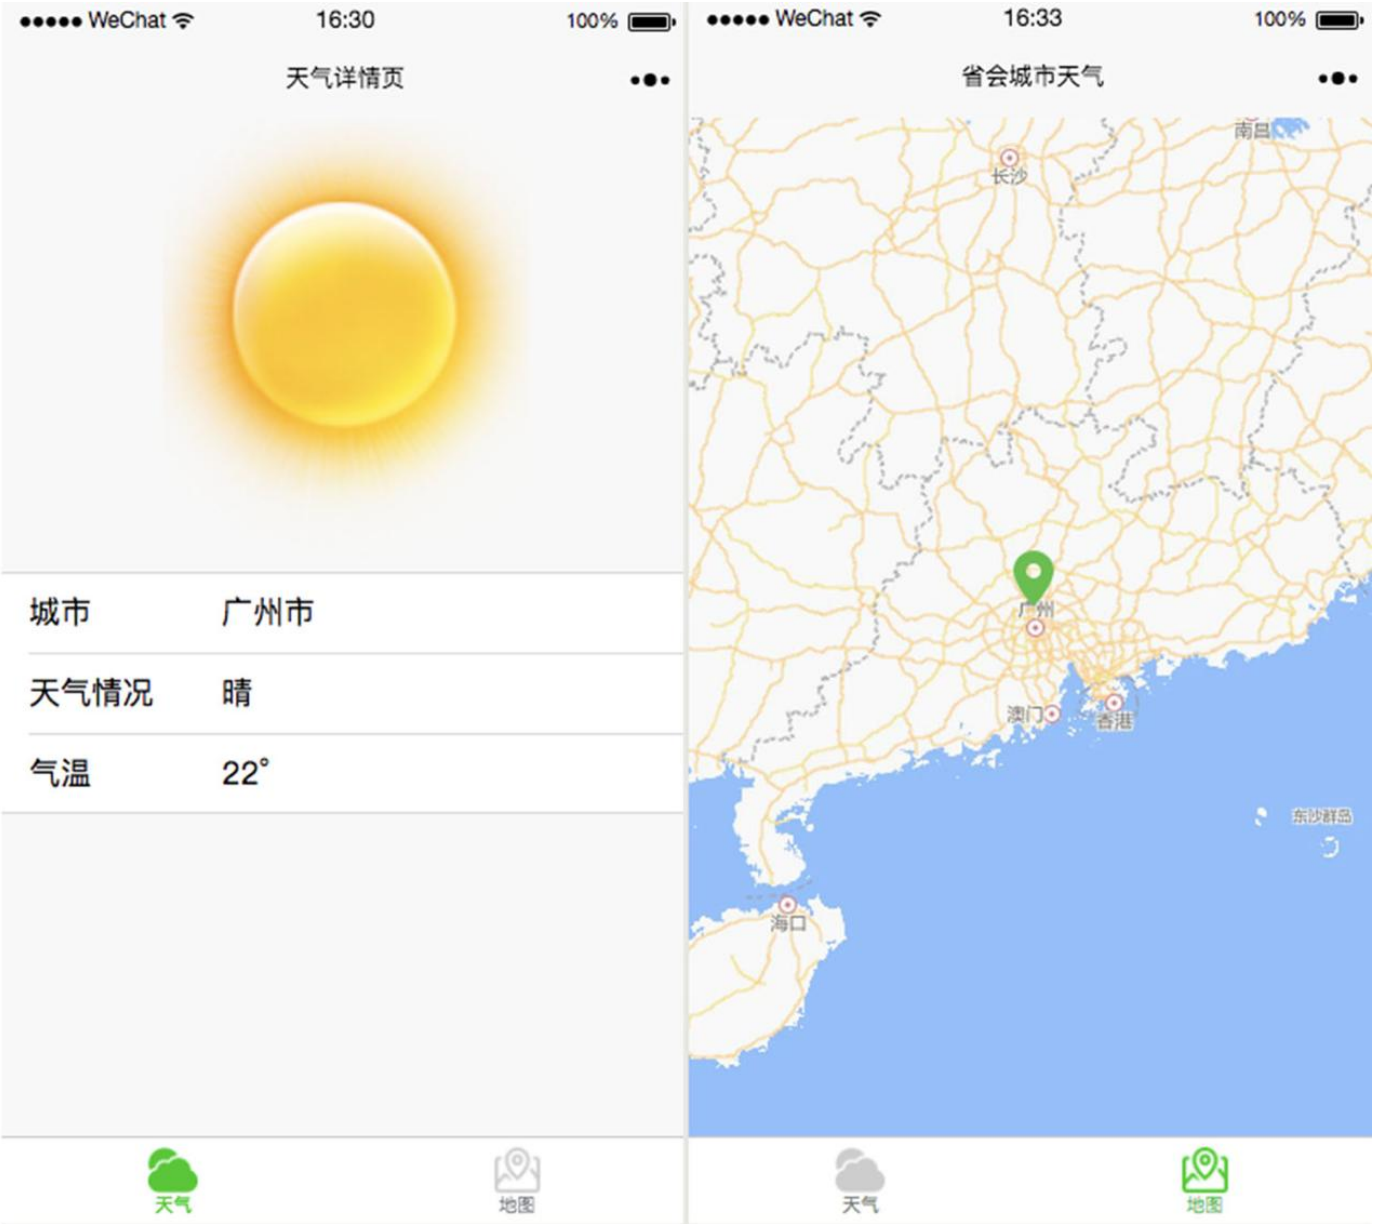 WeChat 16:30 100%
天气详情页
城市 广州市
天气情况 晴
气温 22°
天气 地图
WeChat 16:33 100%
省会城市天气
南昌
长沙
广州
澳门
香港
东沙群岛
海口
天气 地图